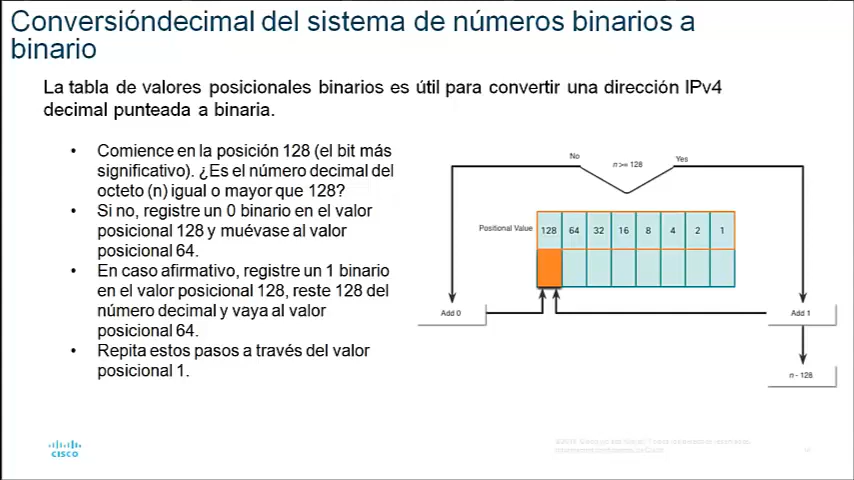 Conversióndecimal del sistema de números binarios a
binario
La tabla de valores posicionales binarios es útil para convertir una dirección IPv4
decimal punteada a binaria.
• Comience en la posición 128 (el bit más
significativo). ¿Es el número decimal del
octeto (n) igual o mayor que 128?
• Si no, registre un 0 binario en el valor
posicional 128 y muévase al valor
posicional 64.
• En caso afirmativo, registre un 1 binario
en el valor posicional 128, reste 128 del
número decimal y vaya al valor
posicional 64.
• Repita estos pasos a través del valor
posicional 1.
No n >= 128 Yes
Positional Value 128 64 32 16 8 4 2 1
Add 0 Add 1
n - 128
CISCO